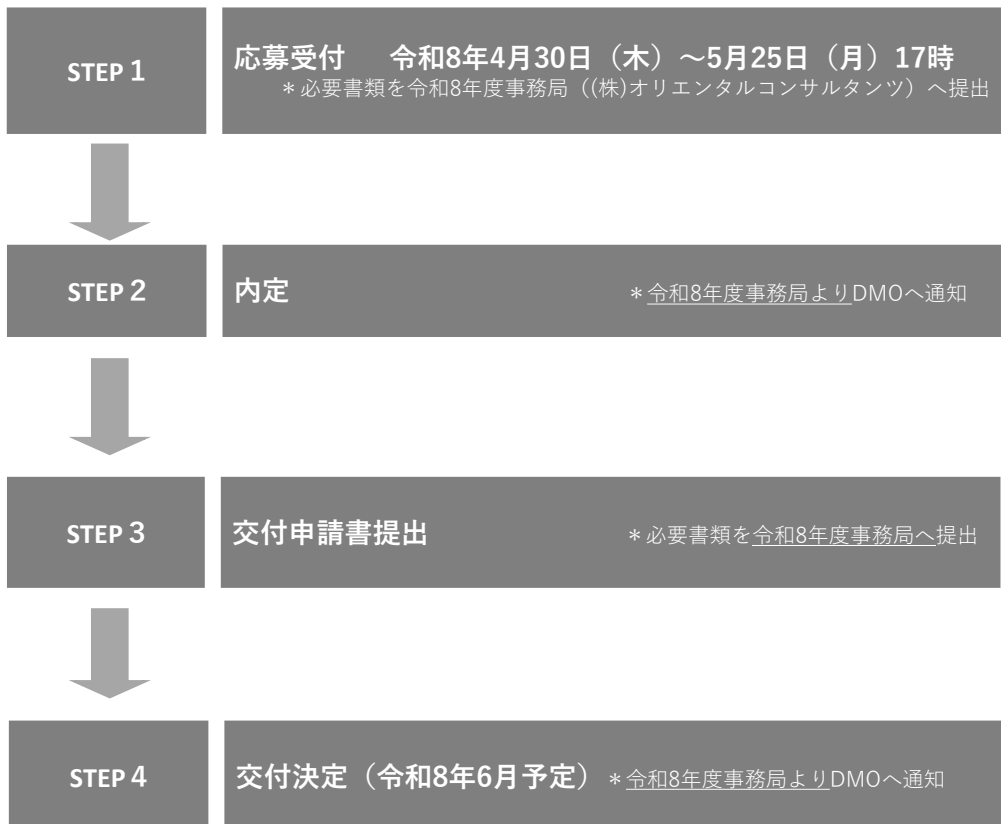 STEP 1
応募受付　令和8年4月30日（木）～5月25日（月）17時
＊必要書類を令和8年度事務局（(株)オリエンタルコンサルタンツ）へ提出
STEP 2
内定　＊令和8年度事務局よりDMOへ通知
STEP 3
交付申請書提出　＊必要書類を令和8年度事務局へ提出
STEP 4
交付決定（令和8年6月予定）＊令和8年度事務局よりDMOへ通知